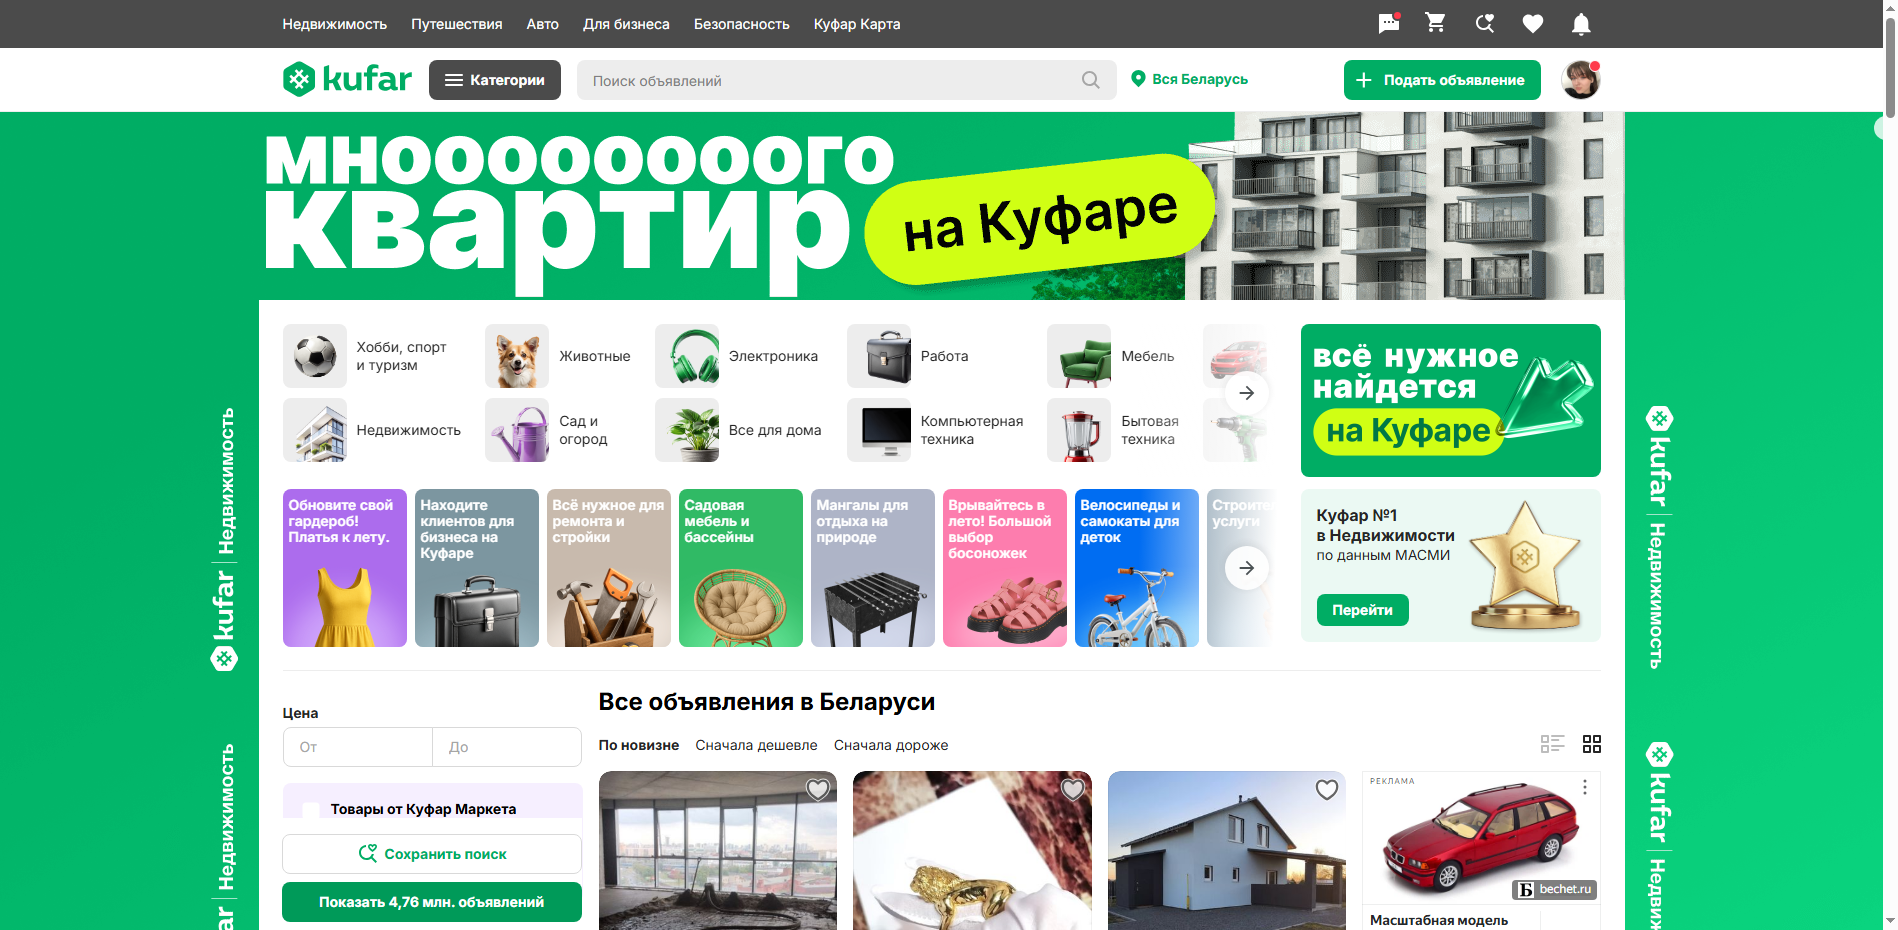 Недвижимость Путешествия Авто Для бизнеса Безопасность Куфар Карта
kufar Категории Поиск объявлений Вся Беларусь Подать объявление
мнооооооооого
квартир
на Куфаре
Хобби, спорт
и туризм
Животные
Электроника
Работа
Мебель
Недвижимость
Сад и
огород
Все для дома
Компьютерная
техника
Бытовая
техника
всё нужное
найдется
на Куфаре
Обновите свой
гардероб!
Платья к лету.
Находите
клиентов для
бизнеса на
Куфаре
Всё нужное для
ремонта и
стройки
Садовая
мебель и
бассейны
Мангалы для
отдыха на
природе
Врывайтесь в
лето! Большой
выбор
босоножек
Велосипеды и
самокаты для
деток
услуги
Куфар №1
в Недвижимости
по данным МАСМИ
Перейти
kufar | Недвижимость
kufar | Недвижимость
Недвижимость
kufar
Все объявления в Беларуси
Цена
От До
По новизне Сначала дешевле Сначала дороже
Товары от Куфар Маркета
Сохранить поиск
Показать 4,76 млн. объявлений
РЕКЛАМА
Б bechet.ru
Масштабная модель